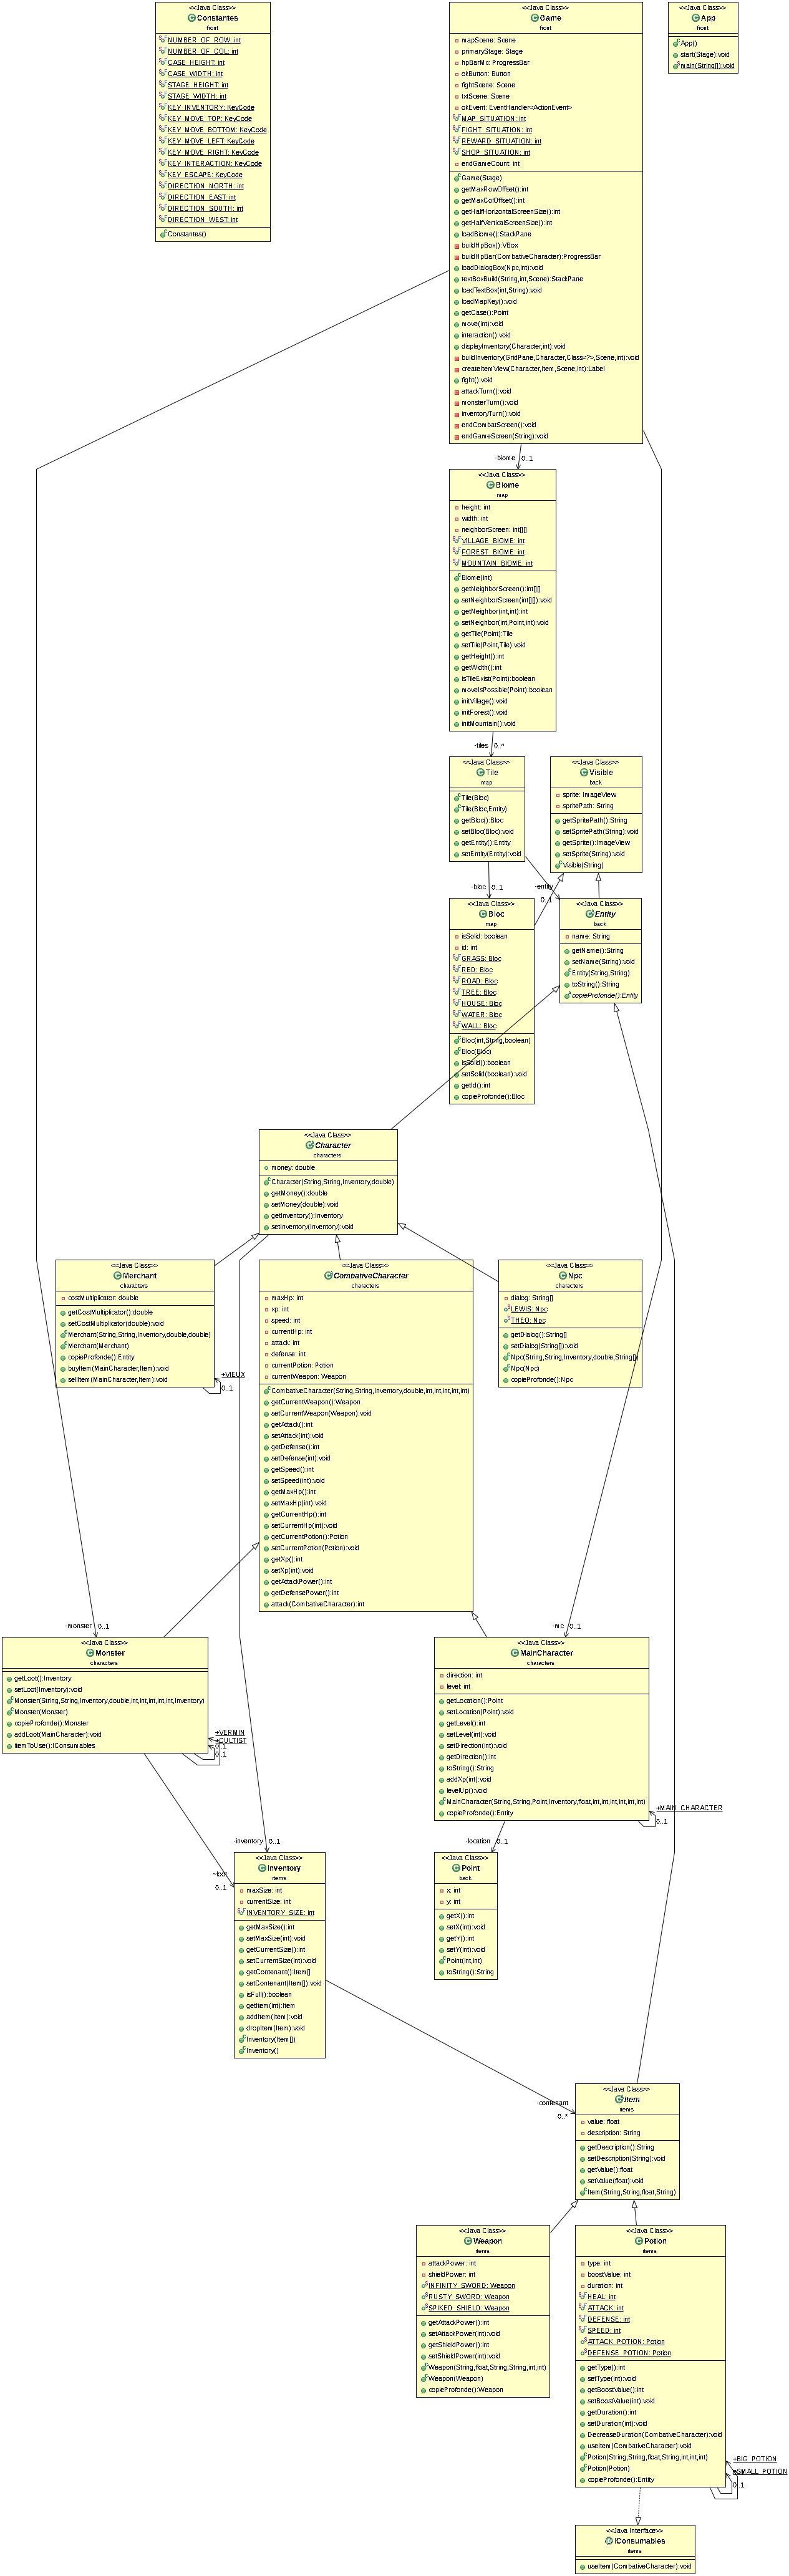 <<Java Class>>
Constantes
front
NUMBER_OF_ROW: int
NUMBER_OF_COL: int
CASE_HEIGHT: int
CASE_WIDTH: int
STAGE_HEIGHT: int
STAGE_WIDTH: int
KEY_INVENTORY: KeyCode
KEY_MOVE_TOP: KeyCode
KEY_MOVE_BOTTOM: KeyCode
KEY_MOVE_LEFT: KeyCode
KEY_MOVE_RIGHT: KeyCode
KEY_INTERACTION: KeyCode
KEY_ESCAPE: KeyCode
DIRECTION_NORTH: int
DIRECTION_EAST: int
DIRECTION_SOUTH: int
DIRECTION_WEST: int
Constantes()
<<Java Class>>
Game
front
mapScene: Scene
primaryStage: Stage
hpBarMc: ProgressBar
okButton: Button
fightScene: Scene
txtScene: Scene
okEvent: EventHandler<ActionEvent>
MAP_SITUATION: int
FIGHT_SITUATION: int
REWARD_SITUATION: int
SHOP_SITUATION: int
endGameCount: int
Game(Stage)
getMaxRowOffset():int
getMaxColOffset():int
getHalfHorizontalScreenSize():int
getHalfVerticalScreenSize():int
loadBiome():StackPane
buildHpBox():VBox
buildHpBar(CombativeCharacter):ProgressBar
loadDialogBox(Npc,int):void
textBoxBuild(String,int,Scene):StackPane
loadTextBox(int,String):void
loadMapKey():void
getCase():Point
move(int):void
interaction():void
displayInventory(Character,int):void
buildInventory(GridPane,Character,Class<?>,Scene,int):void
createItemView(Character,Item,Scene,int):Label
fight():void
attackTurn():void
monsterTurn():void
inventoryTurn():void
endCombatScreen():void
endGameScreen(String):void
<<Java Class>>
App
front
App()
start(Stage):void
main(String[]):void
-biome 0..1
<<Java Class>>
Biome
map
height: int
width: int
neighborScreen: int[][]
VILLAGE_BIOME: int
FOREST_BIOME: int
MOUNTAIN_BIOME: int
Biome(int)
getNeighborScreen():int[][]
setNeighborScreen(int[][]):void
getNeighbor(int,int):int
setNeighbor(int,Point,int):void
getTile(Point):Tile
setTile(Point,Tile):void
getHeight():int
getWidth():int
isTileExist(Point):boolean
moveIsPossible(Point):boolean
initVillage():void
initForest():void
initMountain():void
-tiles 0..*
<<Java Class>>
Tile
map
Tile(Bloc)
Tile(Bloc,Entity)
getBloc():Bloc
setBloc(Bloc):void
getEntity():Entity
setEntity(Entity):void
<<Java Class>>
Visible
back
sprite: ImageView
spritePath: String
getSpritePath():String
setSpritePath(String):void
getSprite():ImageView
setSprite(String):void
Visible(String)
-bloc 0..1
-entity
0..1
<<Java Class>>
Bloc
map
isSolid: boolean
id: int
GRASS: Bloc
RED: Bloc
ROAD: Bloc
TREE: Bloc
HOUSE: Bloc
WATER: Bloc
WALL: Bloc
Bloc(int,String,boolean)
Bloc(Bloc)
isSolid():boolean
setSolid(boolean):void
getId():int
copieProfonde():Bloc
<<Java Class>>
Entity
back
name: String
getName():String
setName(String):void
Entity(String,String)
toString():String
copieProfonde():Entity
<<Java Class>>
Character
characters
money: double
Character(String,String,Inventory,double)
getMoney():double
setMoney(double):void
getInventory():Inventory
setInventory(Inventory):void
<<Java Class>>
Merchant
characters
costMultiplicator: double
getCostMultiplicator():double
setCostMultiplicator(double):void
Merchant(String,String,Inventory,double,double)
Merchant(Merchant)
copieProfonde():Entity
buyItem(MainCharacter,Item):void
sellItem(MainCharacter,Item):void
+VIEUX
0..1
<<Java Class>>
CombativeCharacter
characters
maxHp: int
xp: int
speed: int
currentHp: int
attack: int
defense: int
currentPotion: Potion
currentWeapon: Weapon
CombativeCharacter(String,String,Inventory,double,int,int,int,int,int)
getCurrentWeapon():Weapon
setCurrentWeapon(Weapon):void
getAttack():int
setAttack(int):void
getDefense():int
setDefense(int):void
getSpeed():int
setSpeed(int):void
getMaxHp():int
setMaxHp(int):void
getCurrentHp():int
setCurrentHp(int):void
getCurrentPotion():Potion
setCurrentPotion(Potion):void
getXp():int
setXp(int):void
getAttackPower():int
getDefensePower():int
attack(CombativeCharacter):int
<<Java Class>>
Npc
characters
dialog: String[]
LEWIS: Npc
THEO: Npc
getDialog():String[]
setDialog(String[]):void
Npc(String,String,Inventory,double,String[])
Npc(Npc)
copieProfonde():Npc
-monster 0..1
-mc 0..1
<<Java Class>>
Monster
characters
getLoot():Inventory
setLoot(Inventory):void
Monster(String,String,Inventory,double,int,int,int,int,int,Inventory)
Monster(Monster)
copieProfonde():Monster
addLoot(MainCharacter):void
itemToUse():IConsumables
+VERMIN
+CULTIST
0..1
0..1
<<Java Class>>
MainCharacter
characters
direction: int
level: int
getLocation():Point
setLocation(Point):void
getLevel():int
setLevel(int):void
setDirection(int):void
getDirection():int
toString():String
addXp(int):void
levelUp():void
MainCharacter(String,String,Point,Inventory,float,int,int,int,int,int,int)
copieProfonde():Entity
+MAIN_CHARACTER
0..1
-inventory 0..1
-location 0..1
-loot
0..1
<<Java Class>>
Inventory
items
maxSize: int
currentSize: int
INVENTORY_SIZE: int
getMaxSize():int
setMaxSize(int):void
getCurrentSize():int
setCurrentSize(int):void
getContenant():Item[]
setContenant(Item[]):void
isFull():boolean
getItem(int):Item
addItem(Item):void
dropItem(Item):void
Inventory(Item[])
Inventory()
<<Java Class>>
Point
back
x: int
y: int
getX():int
setX(int):void
getY():int
setY(int):void
Point(int,int)
toString():String
-contenant
0..*
<<Java Class>>
Item
items
value: float
description: String
getDescription():String
setDescription(String):void
getValue():float
setValue(float):void
Item(String,String,float,String)
<<Java Class>>
Weapon
items
attackPower: int
shieldPower: int
INFINITY_SWORD: Weapon
RUSTY_SWORD: Weapon
SPIKED_SHIELD: Weapon
getAttackPower():int
setAttackPower(int):void
getShieldPower():int
setShieldPower(int):void
Weapon(String,float,String,String,int,int)
Weapon(Weapon)
copieProfonde():Weapon
<<Java Class>>
Potion
items
type: int
boostValue: int
duration: int
HEAL: int
ATTACK: int
DEFENSE: int
SPEED: int
ATTACK_POTION: Potion
DEFENSE_POTION: Potion
getType():int
setType(int):void
getBoostValue():int
setBoostValue(int):void
getDuration():int
setDuration(int):void
DecreaseDuration(CombativeCharacter):void
useItem(CombativeCharacter):void
Potion(String,String,float,String,int,int,int)
Potion(Potion)
copieProfonde():Entity
+BIG_POTION
+SMALL_POTION
0..1
<<Java Interface>>
IConsumables
items
useItem(CombativeCharacter):void